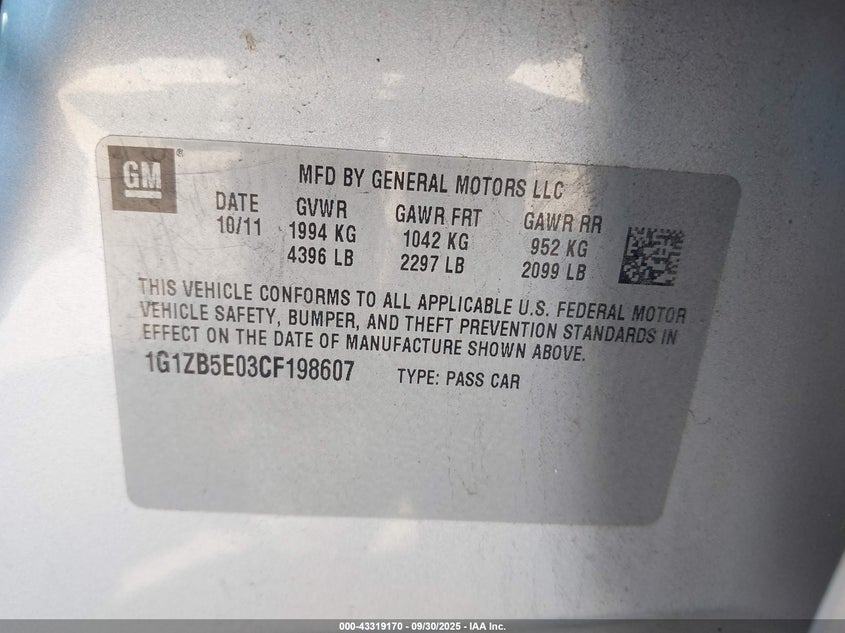 GM®
MFD BY GENERAL MOTORS LLC
DATE GVWR GAWR FRT GAWR RR
10/11 1994 KG 1042 KG 952 KG
4396 LB 2297 LB 2099 LB
THIS VEHICLE CONFORMS TO ALL APPLICABLE U.S. FEDERAL MOTOR
VEHICLE SAFETY, BUMPER, AND THEFT PREVENTION STANDARDS IN
EFFECT ON THE DATE OF MANUFACTURE SHOWN ABOVE.
1G1ZB5E03CF198607 TYPE: PASS CAR
000-43319170 - 09/30/2025 - IAA Inc.